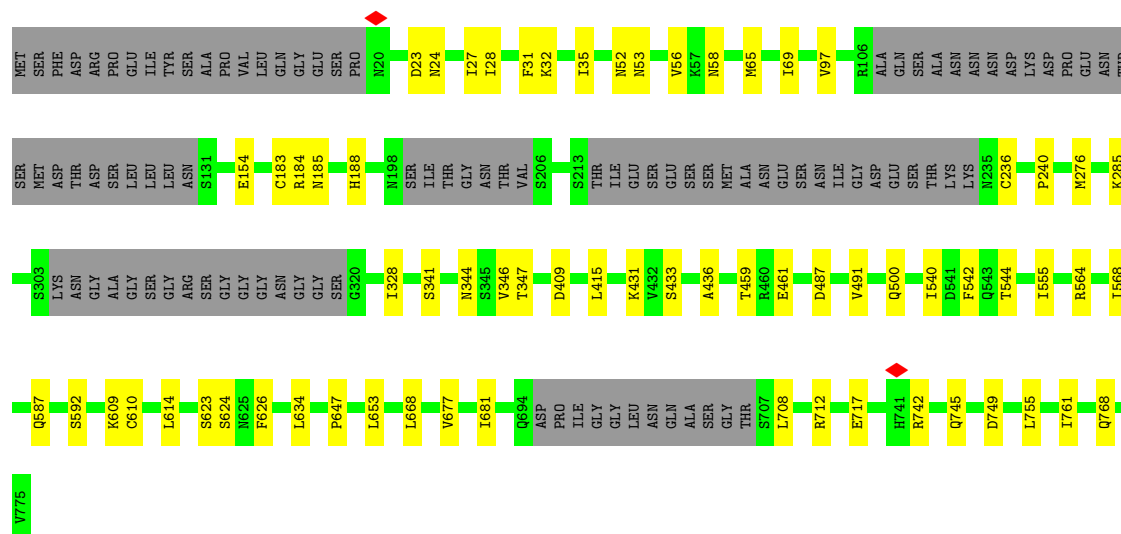 MET SER PHE ASP ARG PRO GLU ILE TYR SER ALA PRO VAL LEU GLN GLY GLU SER PRO N20 D23 N24 I27 I28 F31 K32 I35 N52 N53 V56 K57 N58 M65 I69 V97 R106 ALA GLN SER ALA ASN ASN ASN ASP LYS ASP PRO GLU ASN THR
SER MET ASP THR ASP SER LEU LEU LEU ASN S131 E154 C183 R184 N185 H188 N198 SER ILE THR GLY ASN THR VAL S206 S213 THR ILE GLU SER GLU SER SER MET ALA ASN GLU SER ASN ILE GLY ASP GLU SER THR LYS LYS N235 C236 P240 M276 K285
S303 LYS ASN GLY ALA GLY SER GLY ARG SER GLY GLY GLY ASN GLY GLY SER G320 I328 S341 N344 S345 V346 T347 D409 L415 K431 V432 S433 A436 T459 R460 E461 D487 V491 Q500 I540 D541 F542 Q543 T544 I555 R564 I568
Q587 S592 K609 C610 L614 S623 S624 N625 F626 L634 P647 L653 L668 V677 I681 Q694 ASP PRO ILE GLY GLY LEU ASN GLN ALA SER GLY THR S707 L708 R712 E717 H741 R742 Q745 D749 L755 I761 Q768
V775